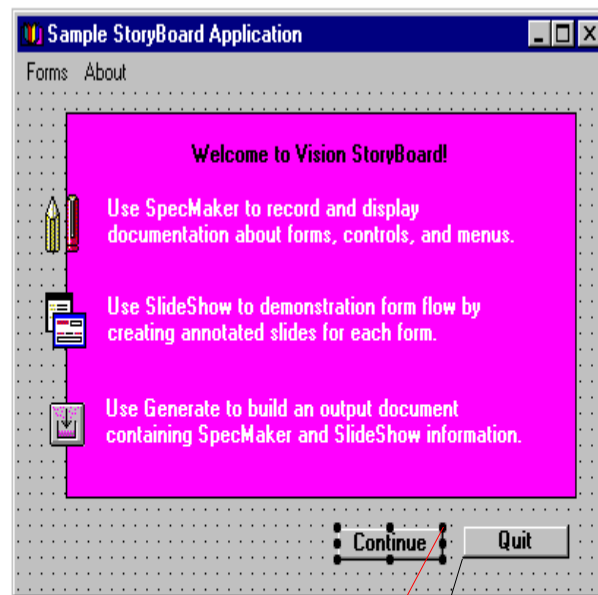 Sample StoryBoard Application
Forms About
Welcome to Vision StoryBoard!
Use SpecMaker to record and display
documentation about forms, controls, and menus.
Use SlideShow to demonstration form flow by
creating annotated slides for each form.
Use Generate to build an output document
containing SpecMaker and SlideShow information.
Continue Quit